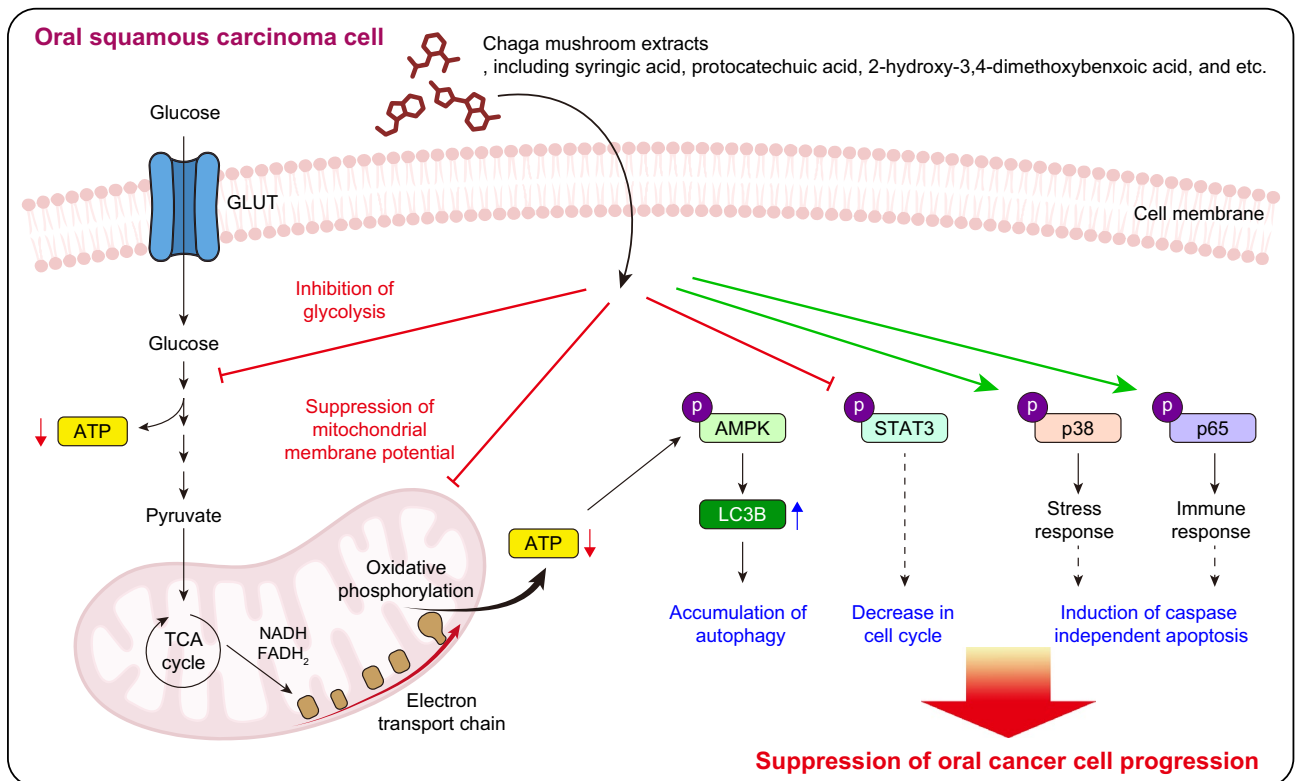 Oral squamous carcinoma cell
Chaga mushroom extracts
, including syringic acid, protocatechuic acid, 2-hydroxy-3,4-dimethoxybenxoic acid, and etc.
Glucose
GLUT
Cell membrane
Inhibition of
glycolysis
Glucose
ATP
Suppression of
mitochondrial
membrane potential
Pyruvate
TCA
cycle
NADH
FADH2
Oxidative
phosphorylation
Electron
transport chain
ATP
p
AMPK
LC3B
Accumulation of
autophagy
p
STAT3
Decrease in
cell cycle
p
p38
Stress
response
p
p65
Immune
response
Induction of caspase
independent apoptosis
Suppression of oral cancer cell progression